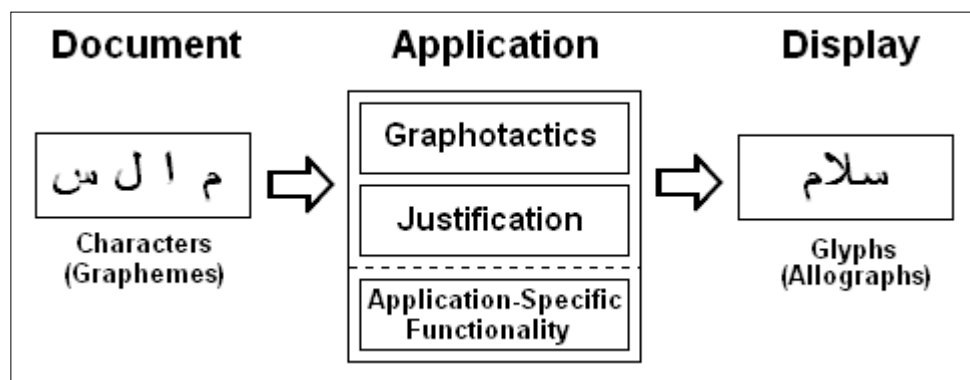 Document
Application
Display
م ا ل س
Characters
(Graphemes)
Graphotactics
Justification
Application-Specific
Functionality
سلام
Glyphs
(Allographs)